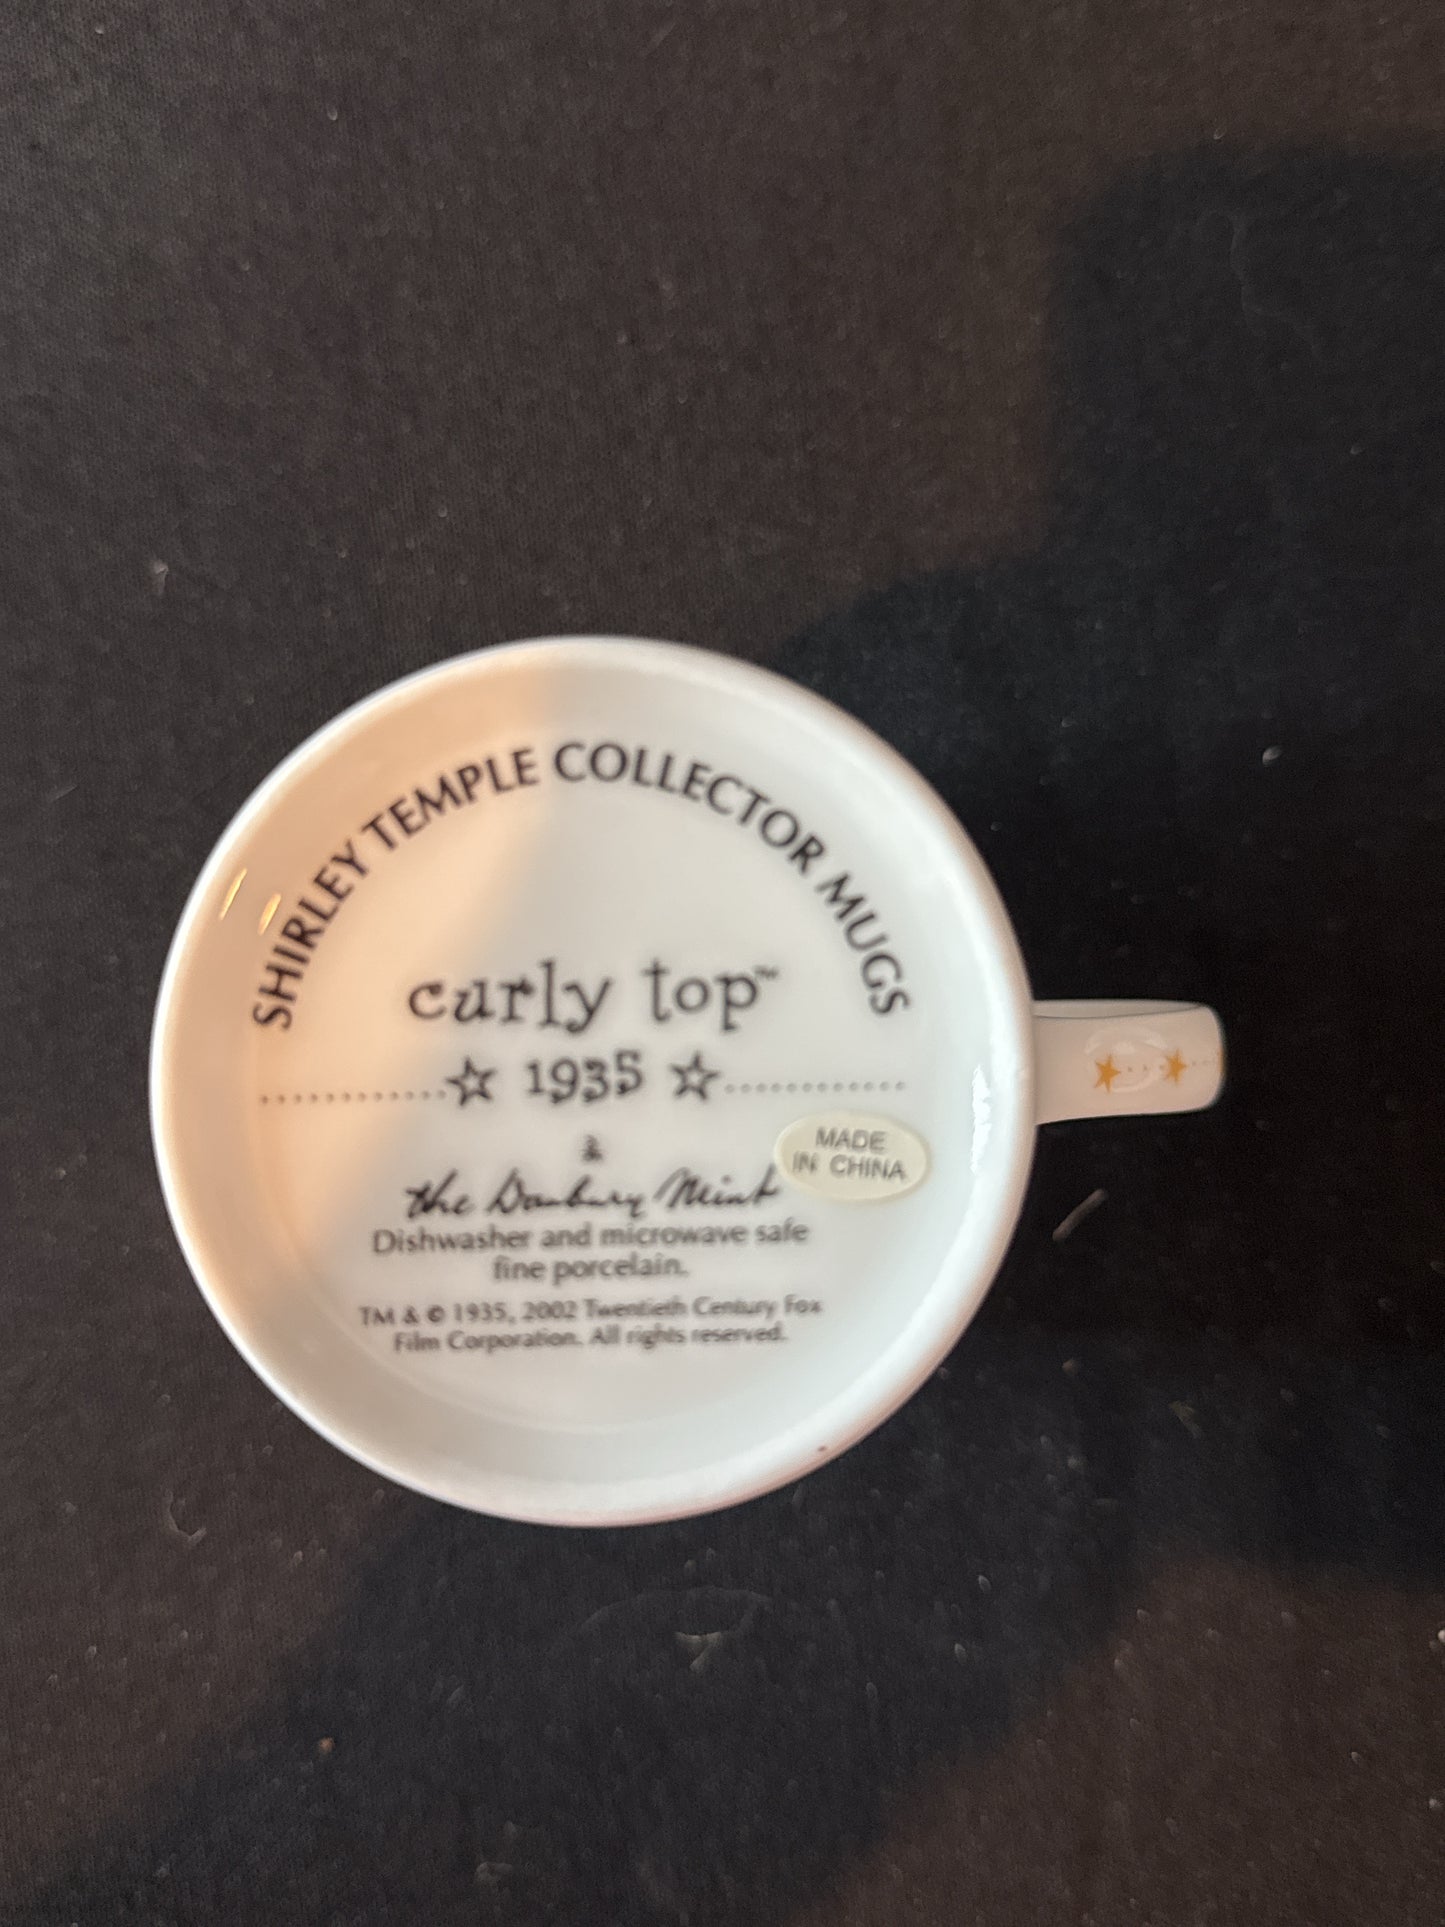 SHIRLEY TEMPLE COLLECTOR MUGS
curly top™
☆ 1935 ☆
MADE
IN CHINA
the Danbury Mint
Dishwasher and microwave safe
fine porcelain.
TM & © 1935, 2002 Twentieth Century Fox
Film Corporation. All rights reserved.